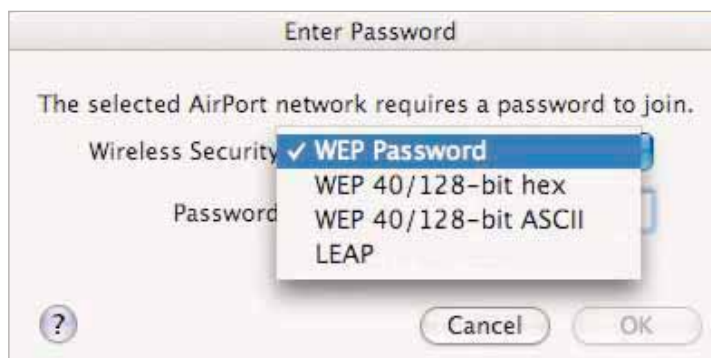 Enter Password
The selected AirPort network requires a password to join.
Wireless Security ✓ WEP Password
WEP 40/128-bit hex
Password WEP 40/128-bit ASCII
LEAP
? Cancel OK